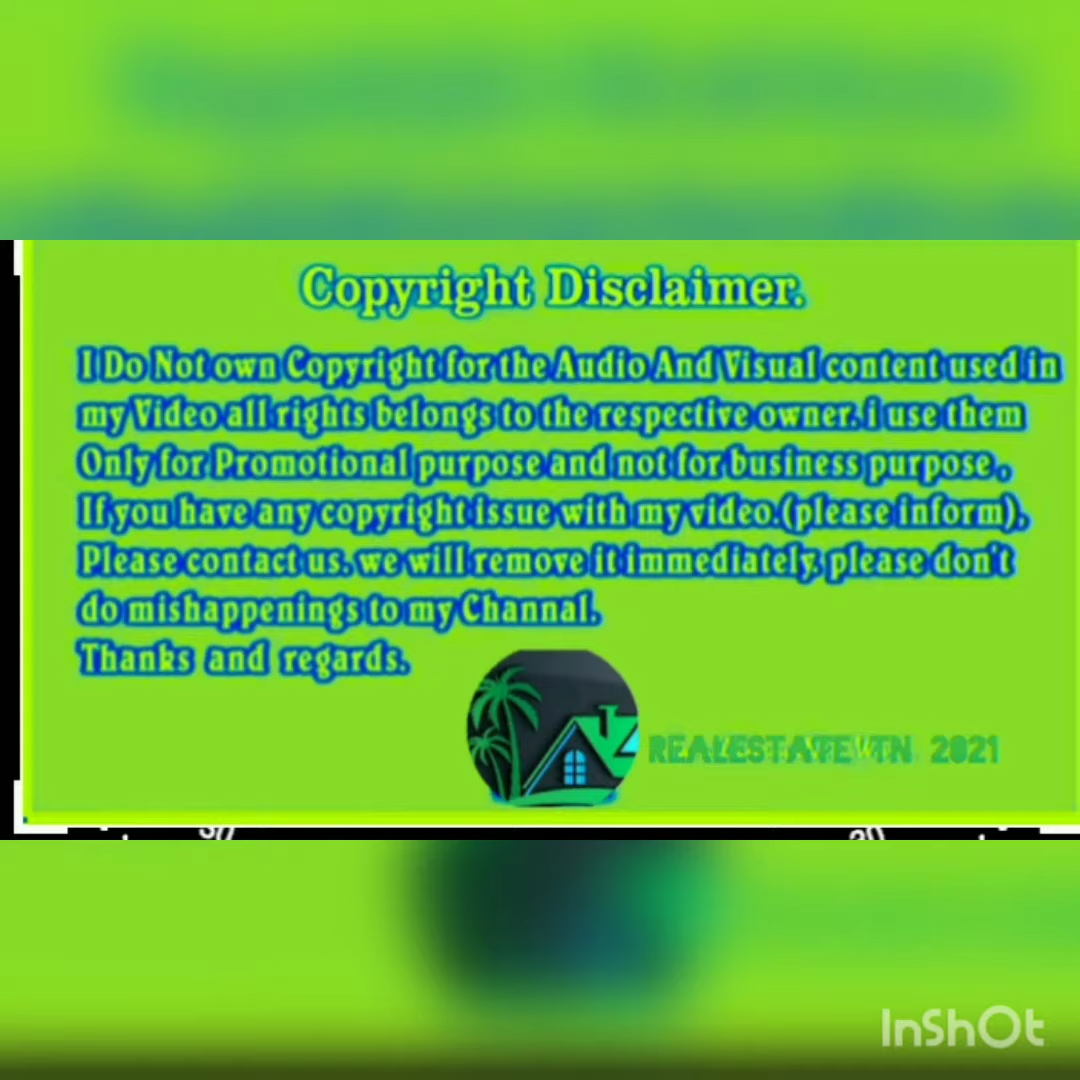 Copyright Disclaimer.
I Do Not own Copyright for the Audio And Visual content used in
my Video all rights belongs to the respective owner. i use them
Only for Promotional purpose and not for business purpose ,
If you have any copyright issue with my video.(please inform),
Please contact us. we will remove it immediately, please don't
do mishappenings to my Channal.
Thanks and regards.
REALESTATEVTN 2021
InShOt